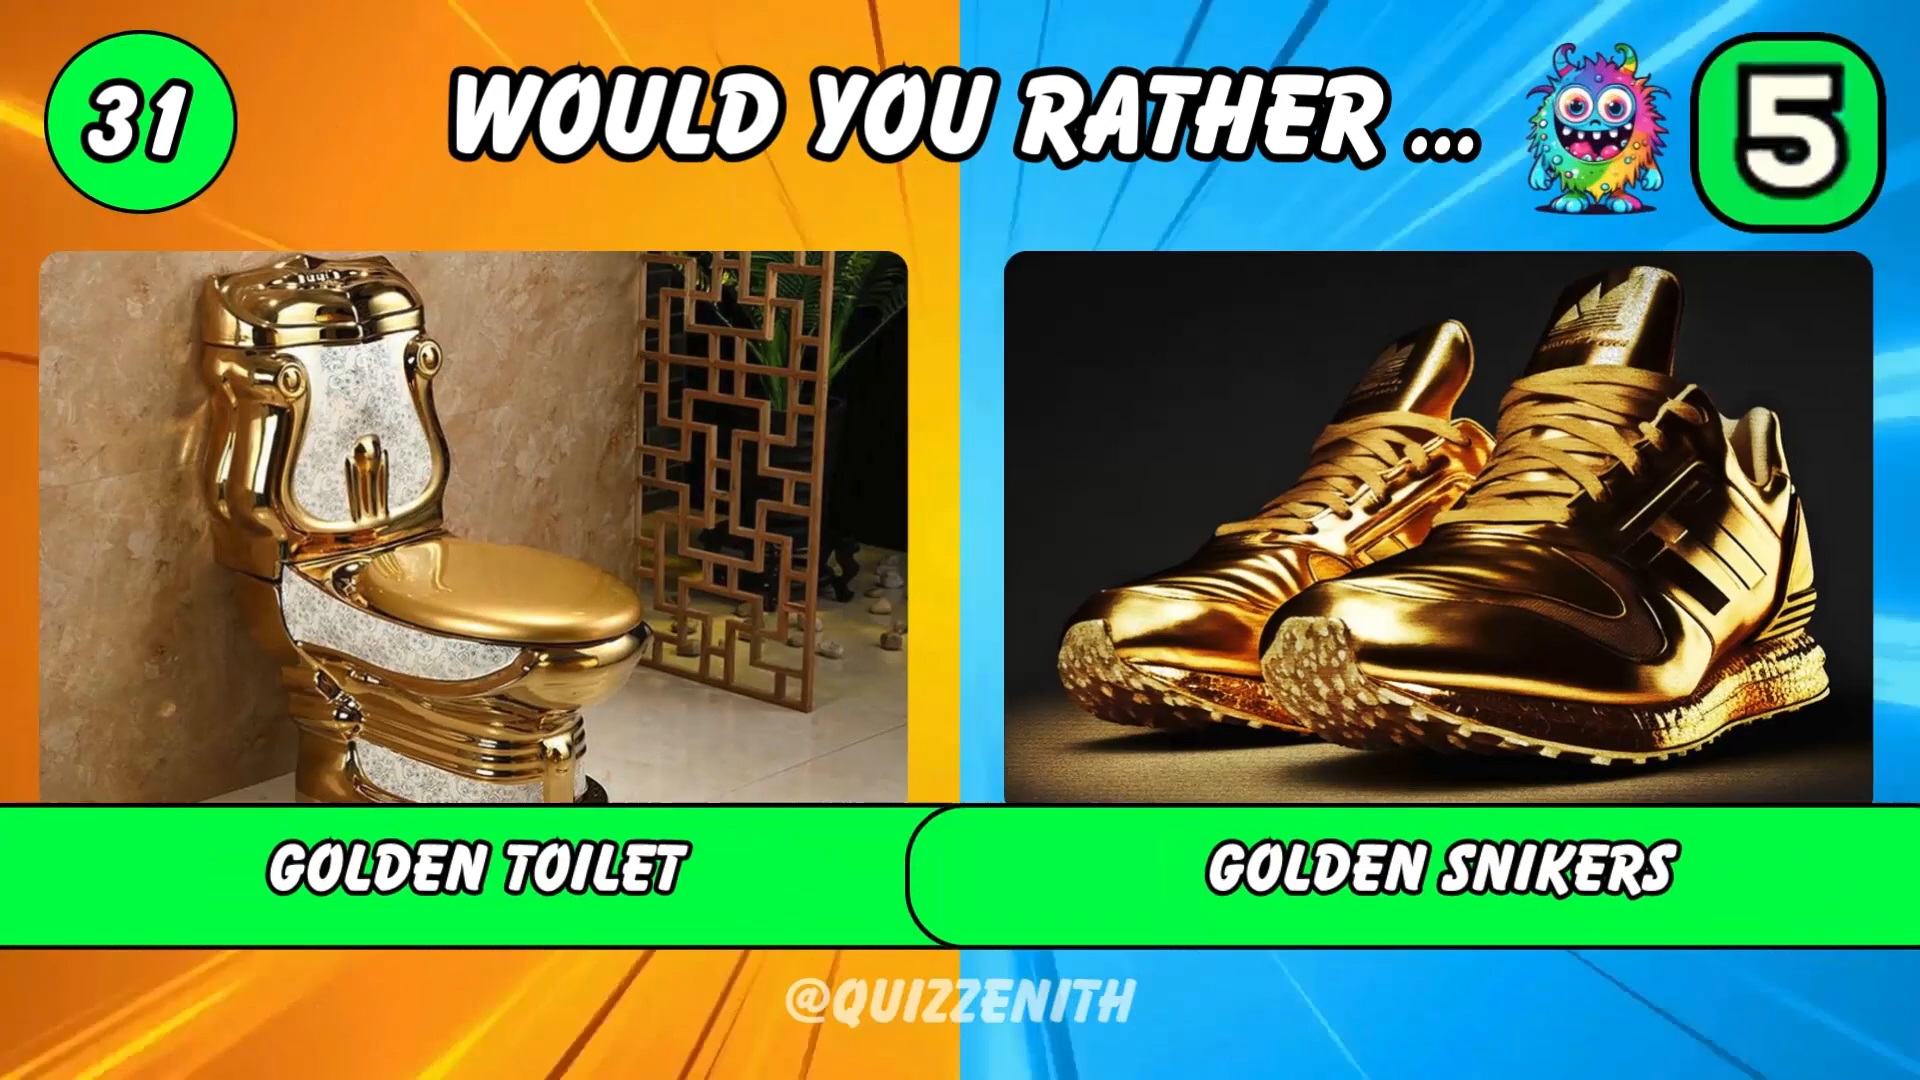 31
WOULD YOU RATHER ...
5
GOLDEN TOILET
GOLDEN SNIKERS
@QUIZZENITH